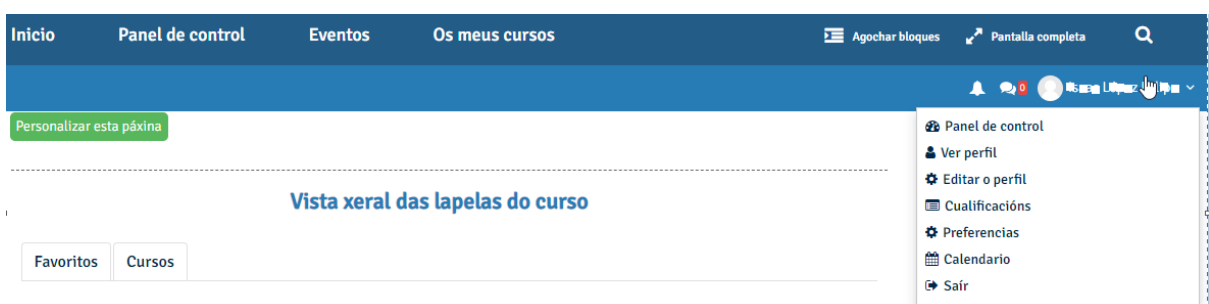 Inicio Panel de control Eventos Os meus cursos Agochar bloques Pantalla completa
0
Personalizar esta páxina
Panel de control
Ver perfil
Editar o perfil
Vista xeral das lapelas do curso
Cualificacións
Preferencias
Favoritos Cursos
Calendario
Saír